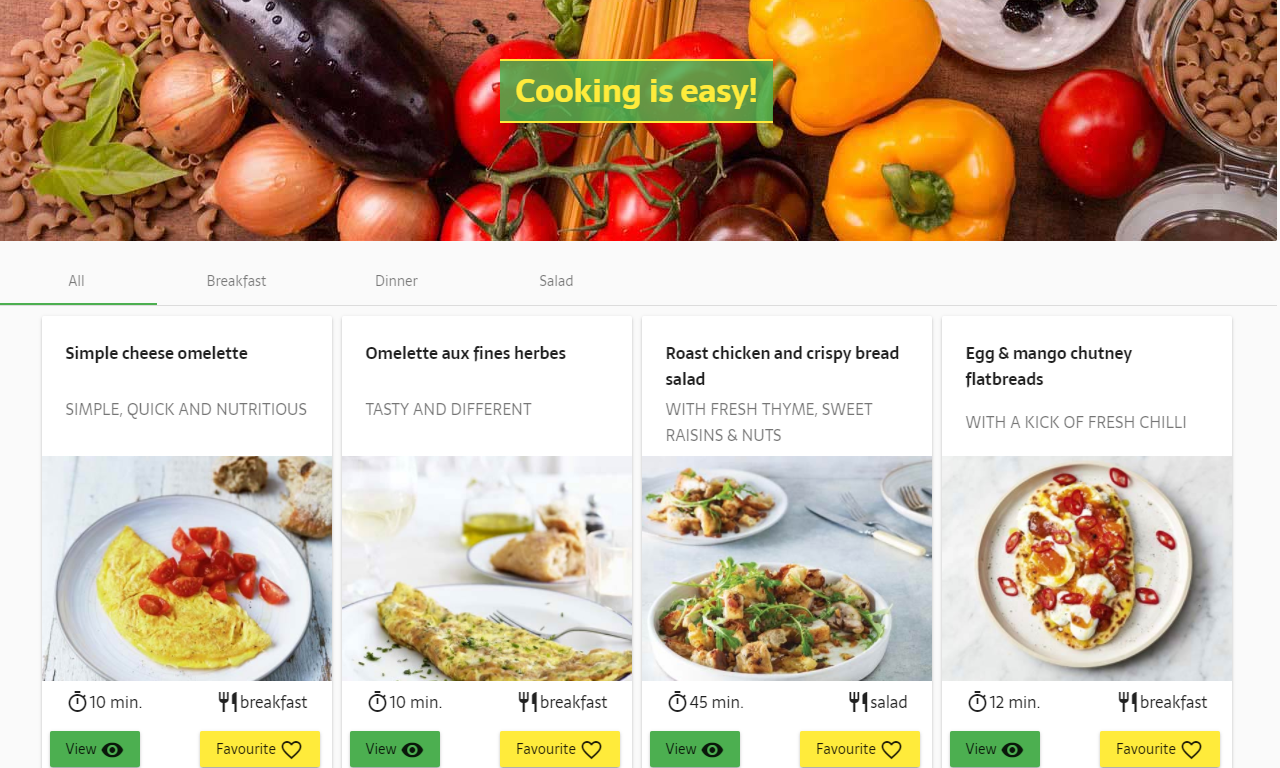 Cooking is easy!
All
Breakfast
Dinner
Salad
Simple cheese omelette
SIMPLE, QUICK AND NUTRITIOUS
10 min.
breakfast
View
Favourite
Omelette aux fines herbes
TASTY AND DIFFERENT
10 min.
breakfast
View
Favourite
Roast chicken and crispy bread
salad
WITH FRESH THYME, SWEET
RAISINS & NUTS
45 min.
salad
View
Favourite
Egg & mango chutney
flatbreads
WITH A KICK OF FRESH CHILLI
12 min.
breakfast
View
Favourite